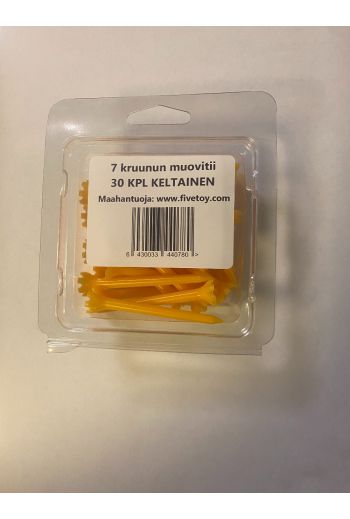 7 kruunun muovitii
30 KPL KELTAINEN
Maahantuoja: www.fivetoy.com
6 430033 440780 >